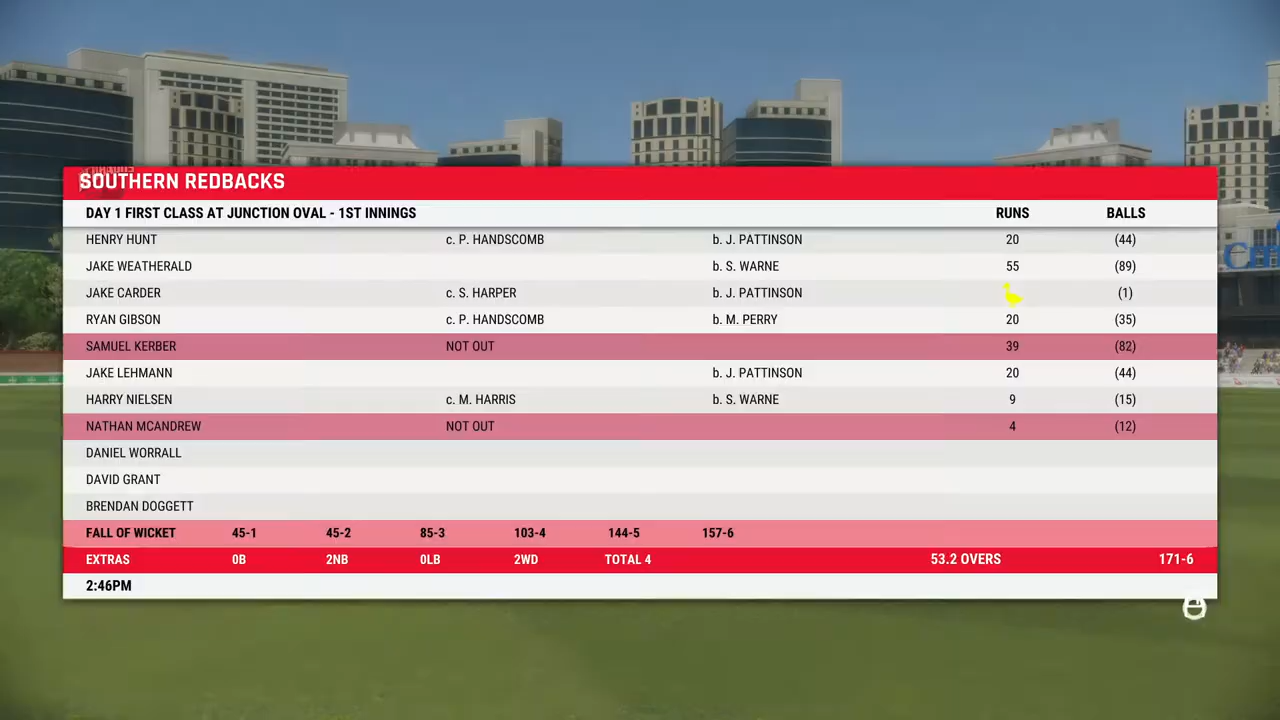 SOUTHERN REDBACKS
DAY 1 FIRST CLASS AT JUNCTION OVAL - 1ST INNINGS RUNS BALLS
HENRY HUNT c. P. HANDSCOMB b. J. PATTINSON 20 (44)
JAKE WEATHERALD b. S. WARNE 55 (89)
JAKE CARDER c. S. HARPER b. J. PATTINSON (1)
RYAN GIBSON c. P. HANDSCOMB b. M. PERRY 20 (35)
SAMUEL KERBER NOT OUT 39 (82)
JAKE LEHMANN b. J. PATTINSON 20 (44)
HARRY NIELSEN c. M. HARRIS b. S. WARNE 9 (15)
NATHAN MCANDREW NOT OUT 4 (12)
DANIEL WORRALL
DAVID GRANT
BRENDAN DOGGETT
FALL OF WICKET 45-1 45-2 85-3 103-4 144-5 157-6
EXTRAS 0B 2NB 0LB 2WD TOTAL 4 53.2 OVERS 171-6
2:46PM